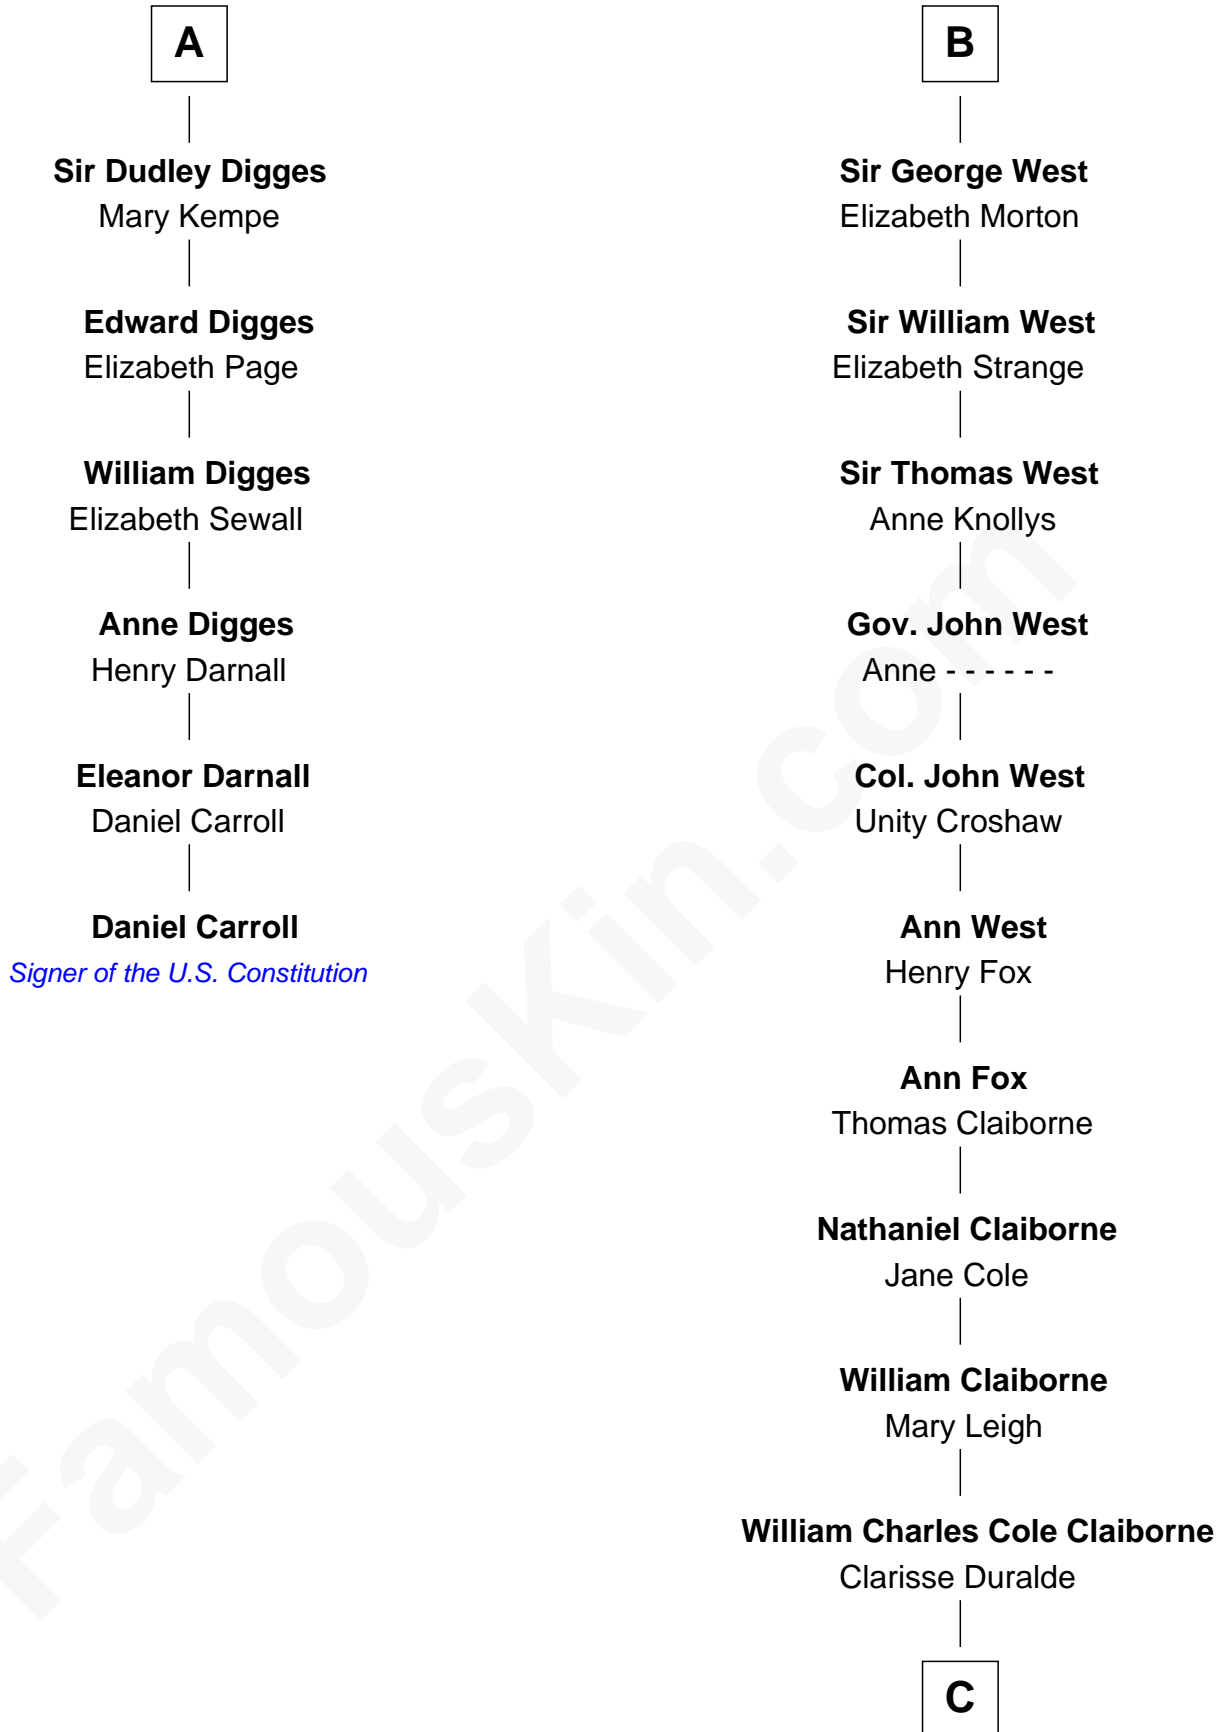 A
Sir Dudley Digges
Mary Kempe
Edward Digges
Elizabeth Page
William Digges
Elizabeth Sewall
Anne Digges
Henry Darnall
Eleanor Darnall
Daniel Carroll
Daniel Carroll
Signer of the U.S. Constitution
B
Sir George West
Elizabeth Morton
Sir William West
Elizabeth Strange
Sir Thomas West
Anne Knollys
Gov. John West
Anne - - - - - -
Col. John West
Unity Croshaw
Ann West
Henry Fox
Ann Fox
Thomas Claiborne
Nathaniel Claiborne
Jane Cole
William Claiborne
Mary Leigh
William Charles Cole Claiborne
Clarisse Duralde
C
FamousKin.com